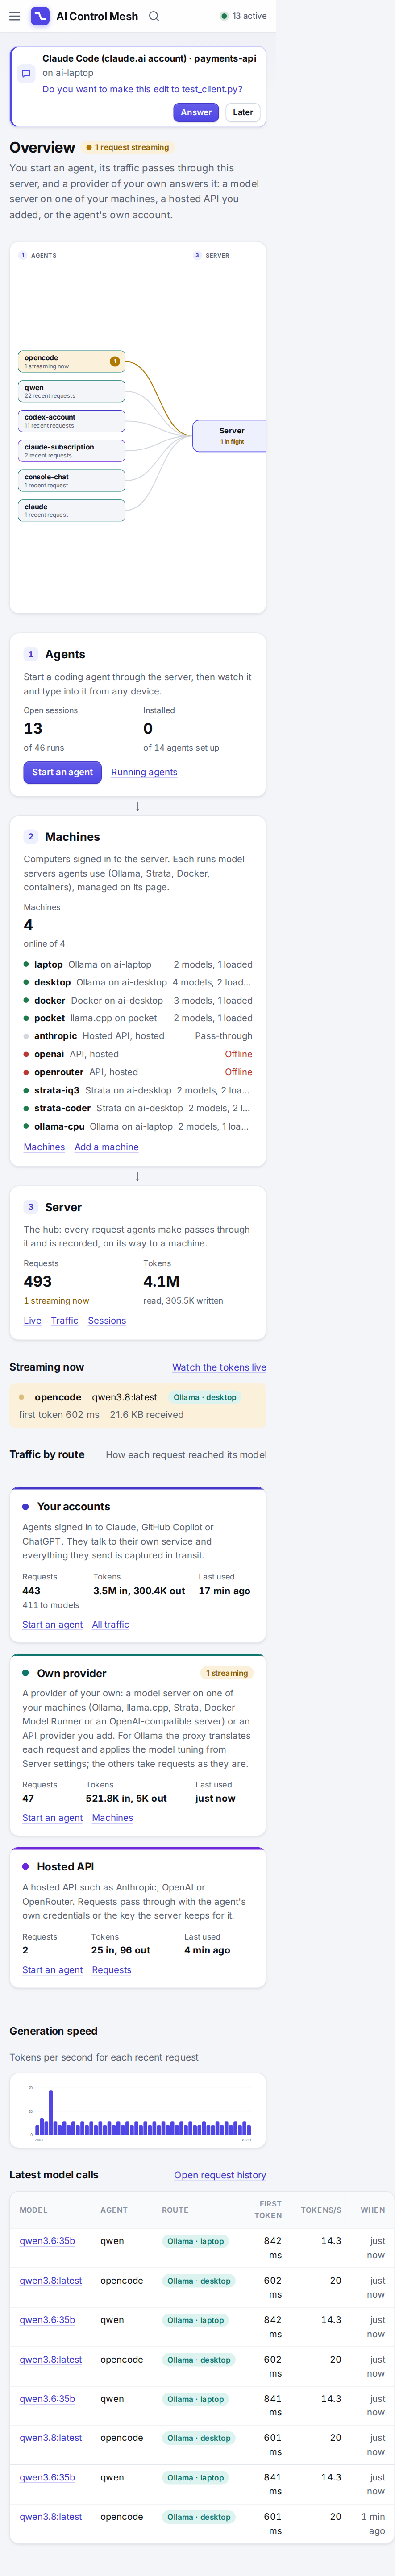 AI Control Mesh
13 active
Claude Code (claude.ai account) · payments-api
on ai-laptop
Do you want to make this edit to test_client.py?
Answer
Later
Overview
1 request streaming
You start an agent, its traffic passes through this
server, and a provider of your own answers it: a model
server on one of your machines, a hosted API you
added, or the agent's own account.
1 AGENTS
3 SERVER
opencode
1 streaming now
1
qwen
22 recent requests
codex-account
11 recent requests
claude-subscription
2 recent requests
console-chat
1 recent request
claude
1 recent request
Server
1 in flight
1 Agents
Start a coding agent through the server, then watch it
and type into it from any device.
Open sessions
Installed
13
0
of 46 runs
of 14 agents set up
Start an agent
Running agents
↓
2 Machines
Computers signed in to the server. Each runs model
servers agents use (Ollama, Strata, Docker,
containers), managed on its page.
Machines
4
online of 4
laptop Ollama on ai-laptop 2 models, 1 loaded
desktop Ollama on ai-desktop 4 models, 2 load...
docker Docker on ai-desktop 3 models, 1 loaded
pocket llama.cpp on pocket 2 models, 1 loaded
anthropic Hosted API, hosted Pass-through
openai API, hosted Offline
openrouter API, hosted Offline
strata-iq3 Strata on ai-desktop 2 models, 2 loa...
strata-coder Strata on ai-desktop 2 models, 2 l...
ollama-cpu Ollama on ai-laptop 2 models, 1 loa...
Machines Add a machine
↓
3 Server
The hub: every request agents make passes through
it and is recorded, on its way to a machine.
Requests
Tokens
493
4.1M
1 streaming now
read, 305.5K written
Live Traffic Sessions
Streaming now
Watch the tokens live
opencode qwen3.8:latest Ollama · desktop
first token 602 ms 21.6 KB received
Traffic by route
How each request reached its model
Your accounts
Agents signed in to Claude, GitHub Copilot or
ChatGPT. They talk to their own service and
everything they send is captured in transit.
Requests Tokens Last used
443 3.5M in, 300.4K out 17 min ago
411 to models
Start an agent All traffic
Own provider
1 streaming
A provider of your own: a model server on one of
your machines (Ollama, llama.cpp, Strata, Docker
Model Runner or an OpenAI-compatible server) or an
API provider you add. For Ollama the proxy translates
each request and applies the model tuning from
Server settings; the others take requests as they are.
Requests Tokens Last used
47 521.8K in, 5K out just now
Start an agent Machines
Hosted API
A hosted API such as Anthropic, OpenAI or
OpenRouter. Requests pass through with the agent's
own credentials or the key the server keeps for it.
Requests Tokens Last used
2 25 in, 96 out 4 min ago
Start an agent Requests
Generation speed
Tokens per second for each recent request
Latest model calls
Open request history
MODEL AGENT ROUTE FIRST TOKEN TOKENS/S WHEN
qwen3.6:35b qwen Ollama · laptop 842 ms 14.3 just now
qwen3.8:latest opencode Ollama · desktop 602 ms 20 just now
qwen3.6:35b qwen Ollama · laptop 842 ms 14.3 just now
qwen3.8:latest opencode Ollama · desktop 602 ms 20 just now
qwen3.6:35b qwen Ollama · laptop 841 ms 14.3 just now
qwen3.8:latest opencode Ollama · desktop 601 ms 20 just now
qwen3.6:35b qwen Ollama · laptop 841 ms 14.3 just now
qwen3.8:latest opencode Ollama · desktop 601 ms 20 1 min ago